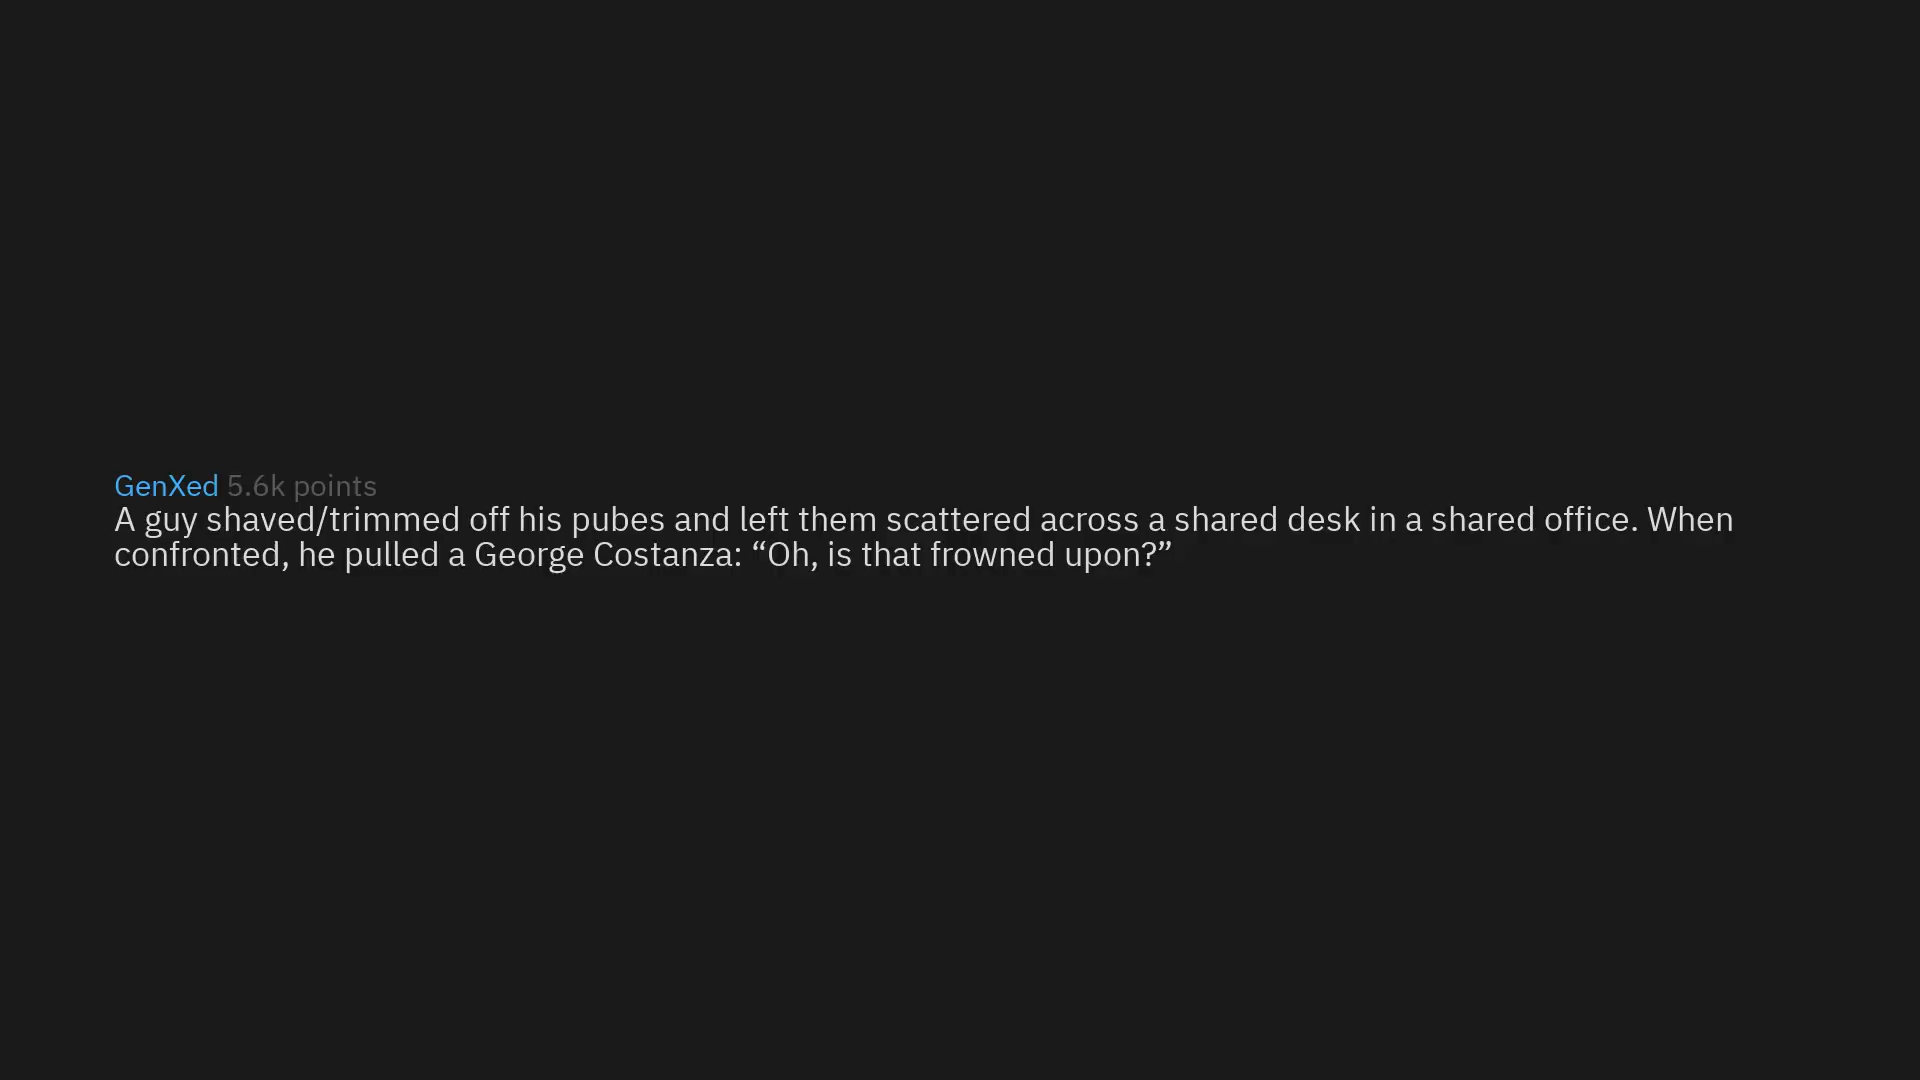 GenXed 5.6k points
A guy shaved/trimmed off his pubes and left them scattered across a shared desk in a shared office. When
confronted, he pulled a George Costanza: “Oh, is that frowned upon?”